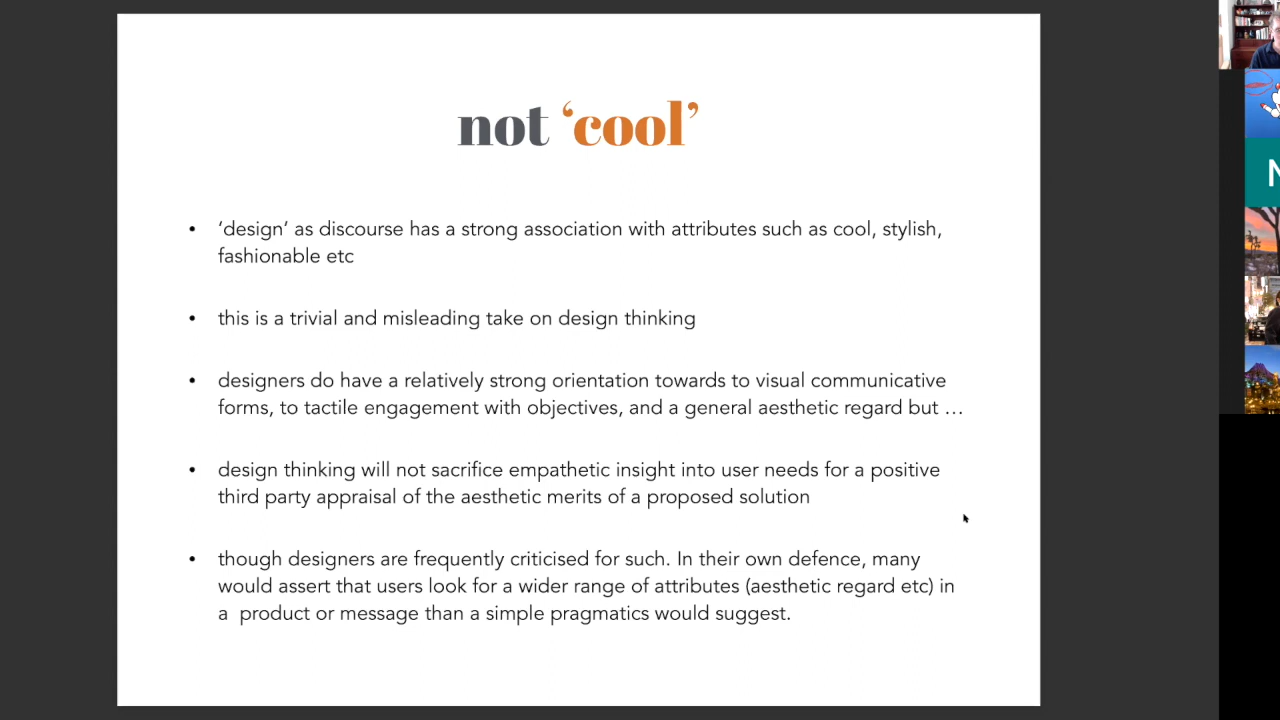 not ‘cool’
• ‘design’ as discourse has a strong association with attributes such as cool, stylish,
fashionable etc
• this is a trivial and misleading take on design thinking
• designers do have a relatively strong orientation towards to visual communicative
forms, to tactile engagement with objectives, and a general aesthetic regard but …
• design thinking will not sacrifice empathetic insight into user needs for a positive
third party appraisal of the aesthetic merits of a proposed solution
• though designers are frequently criticised for such. In their own defence, many
would assert that users look for a wider range of attributes (aesthetic regard etc) in
a  product or message than a simple pragmatics would suggest.
N